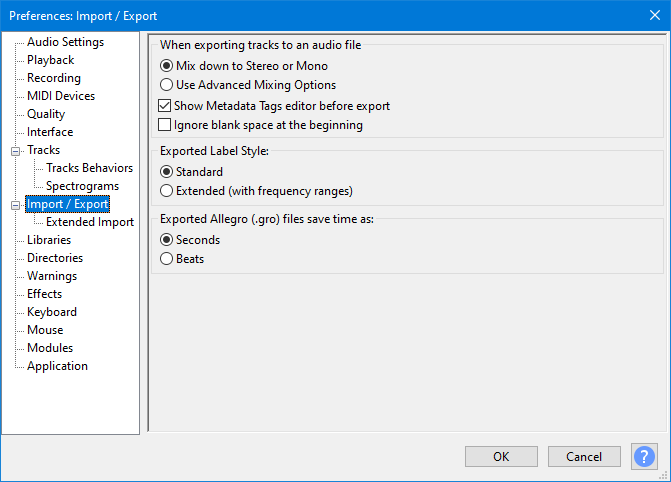 Preferences: Import / Export
Audio Settings
Playback
Recording
MIDI Devices
Quality
Interface
Tracks
Tracks Behaviors
Spectrograms
Import / Export
Extended Import
Libraries
Directories
Warnings
Effects
Keyboard
Mouse
Modules
Application
When exporting tracks to an audio file
Mix down to Stereo or Mono
Use Advanced Mixing Options
Show Metadata Tags editor before export
Ignore blank space at the beginning
Exported Label Style:
Standard
Extended (with frequency ranges)
Exported Allegro (.gro) files save time as:
Seconds
Beats
OK
Cancel
?